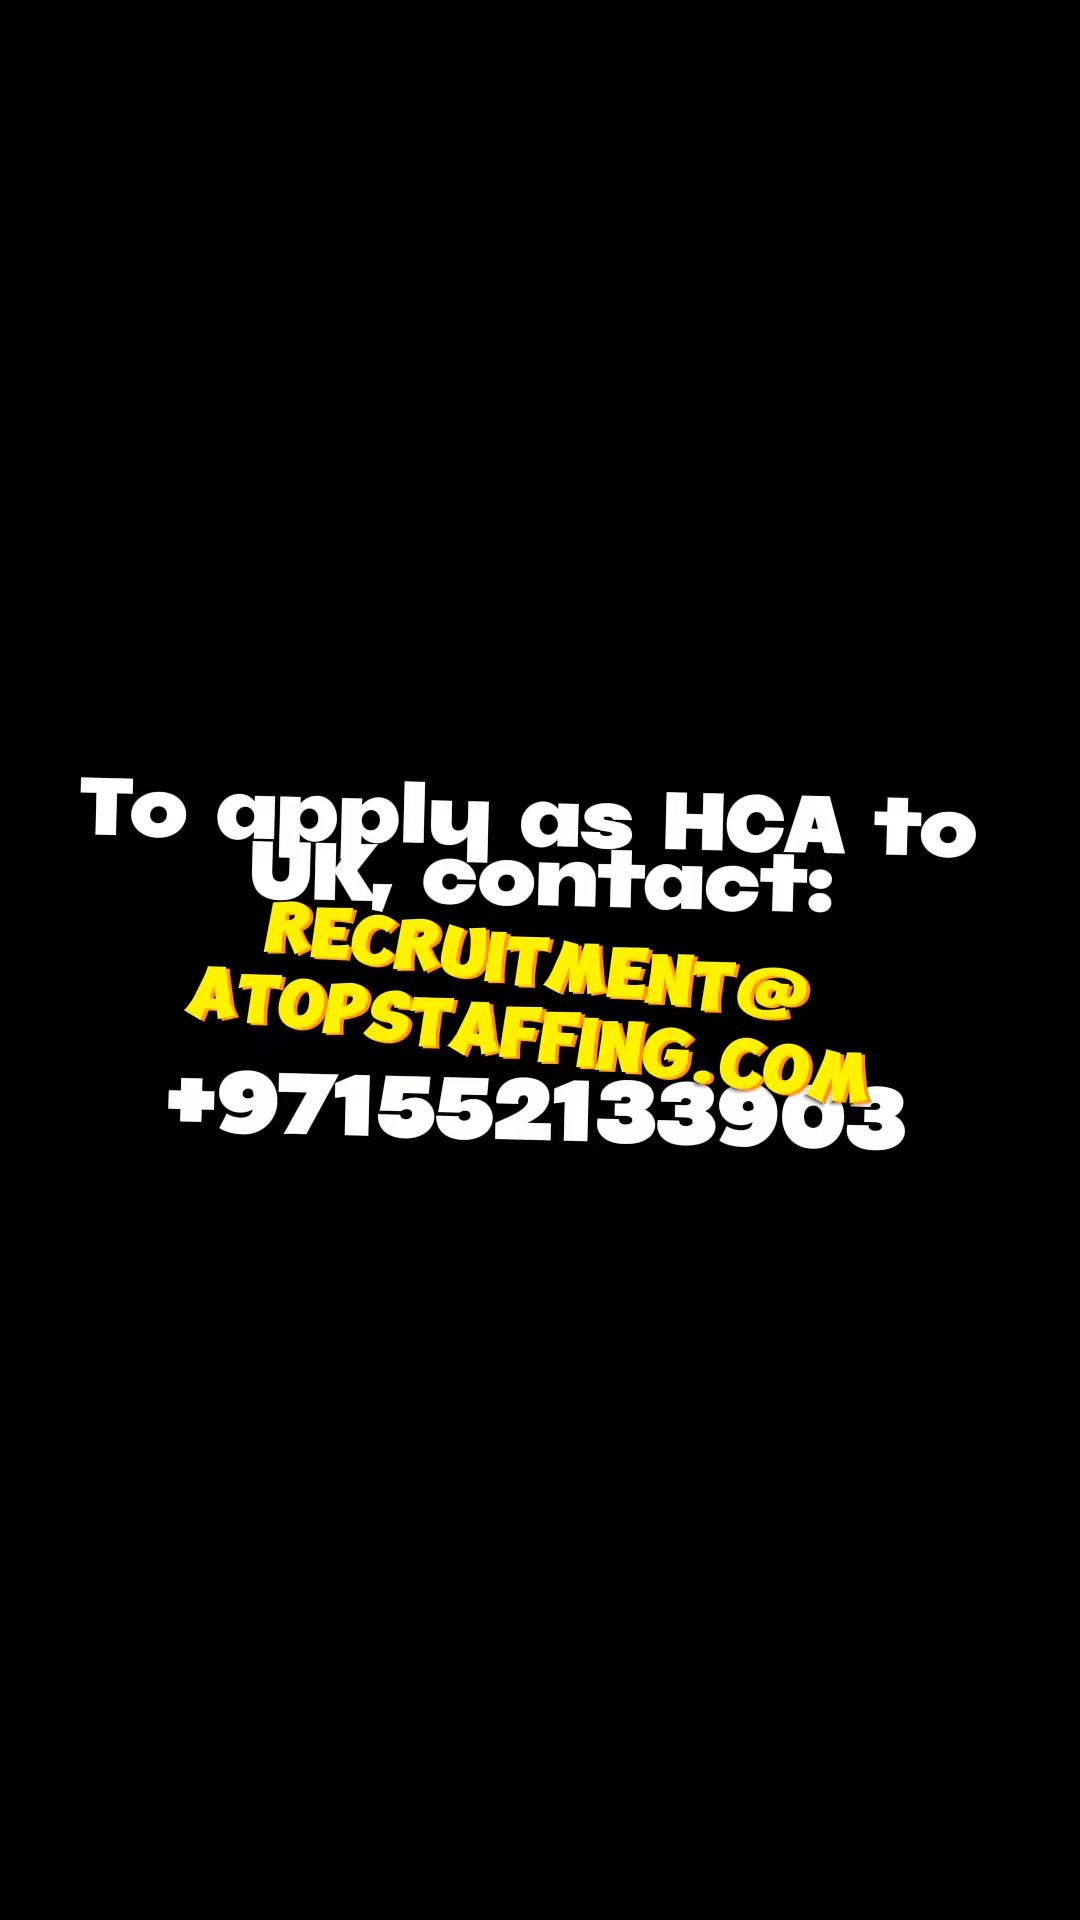 To apply as HCA to
UK, contact:
RECRUITMENT@
ATOPSTAFFING.COM
+971552133903